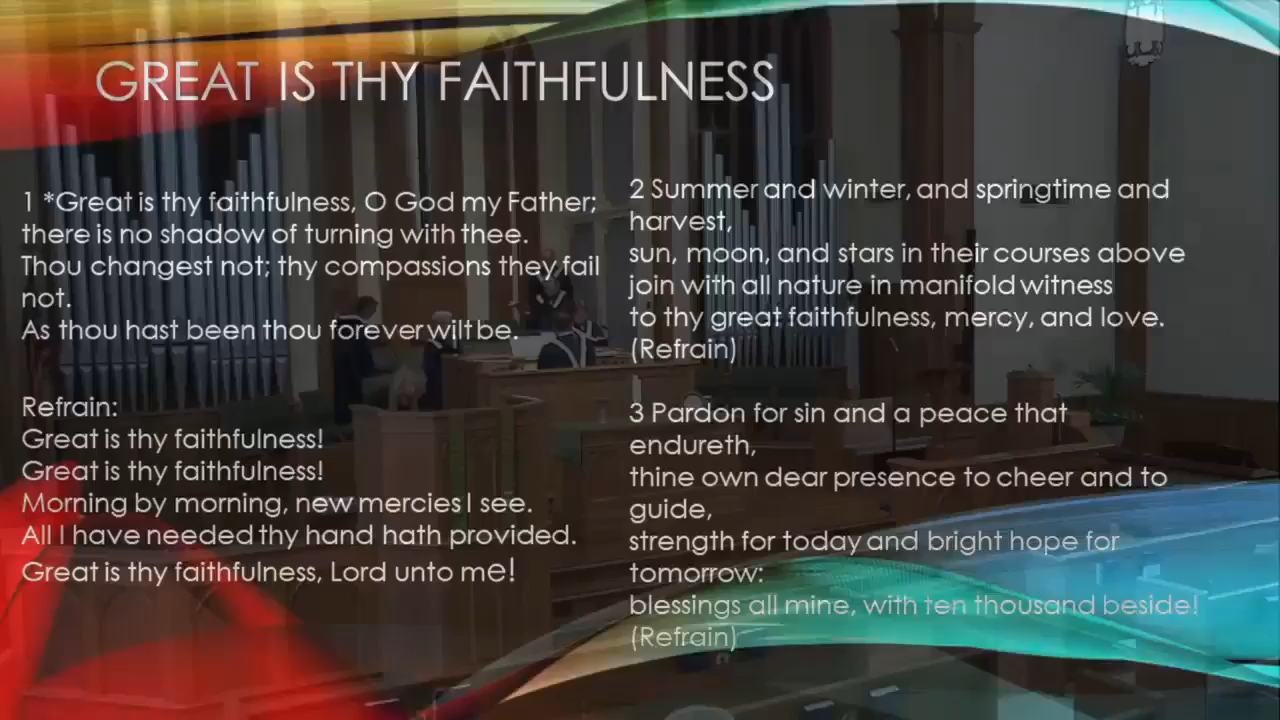 GREAT IS THY FAITHFULNESS
1 *Great is thy faithfulness, O God my Father;
there is no shadow of turning with thee.
Thou changest not; thy compassions they fail
not.
As thou hast been thou forever wilt be.
Refrain:
Great is thy faithfulness!
Great is thy faithfulness!
Morning by morning, new mercies I see.
All I have needed thy hand hath provided.
Great is thy faithfulness, Lord unto me!
2 Summer and winter, and springtime and
harvest,
sun, moon, and stars in their courses above
join with all nature in manifold witness
to thy great faithfulness, mercy, and love.
(Refrain)
3 Pardon for sin and a peace that
endureth,
thine own dear presence to cheer and to
guide,
strength for today and bright hope for
tomorrow:
blessings all mine, with ten thousand beside!
(Refrain)